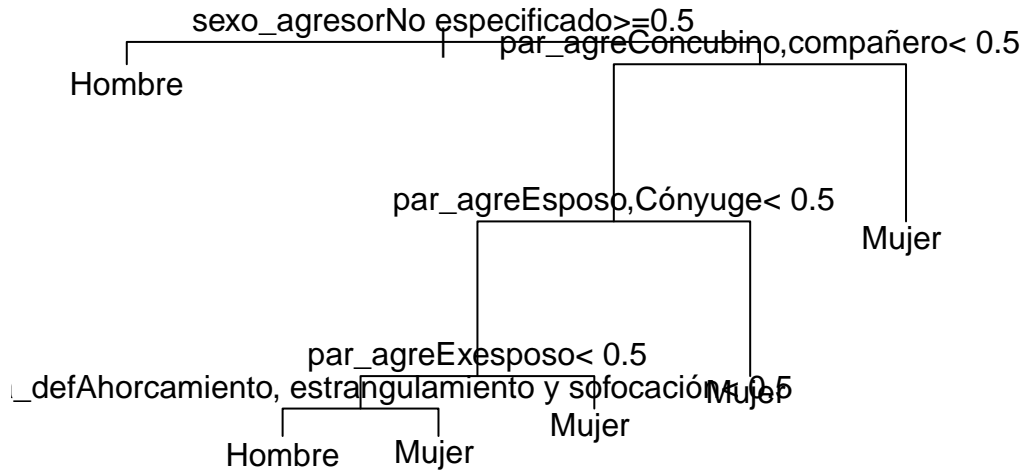 sexo_agresorNo especificado>=0.5
par_agreConcubino,compañero< 0.5
Hombre
par_agreEsposo,Cónyuge< 0.5
Mujer
par_agreExesposo< 0.5
_defAhorcamiento, estrangulamiento y sofocación< 0.5
Mujer
Mujer
Hombre
Mujer